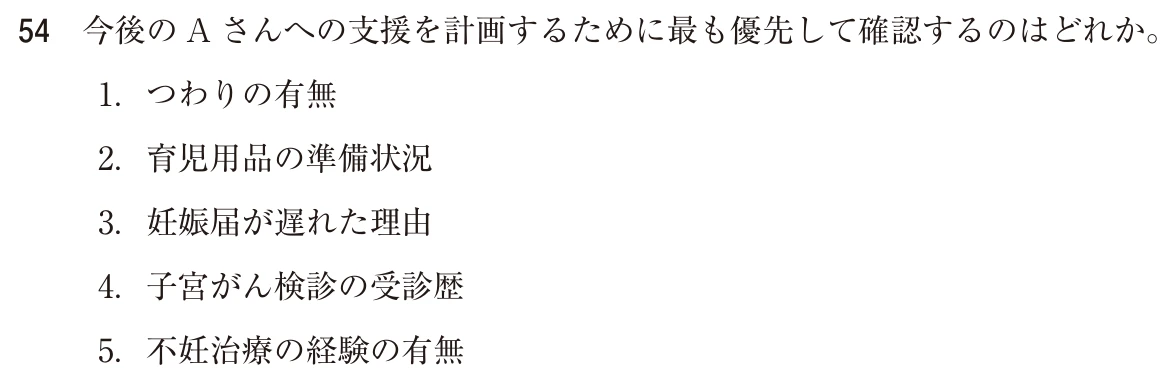 54 今後の A さんへの支援を計画するために最も優先して確認するのはどれか。
1. つわりの有無
2. 育児用品の準備状況
3. 妊娠届が遅れた理由
4. 子宮がん検診の受診歴
5. 不妊治療の経験の有無